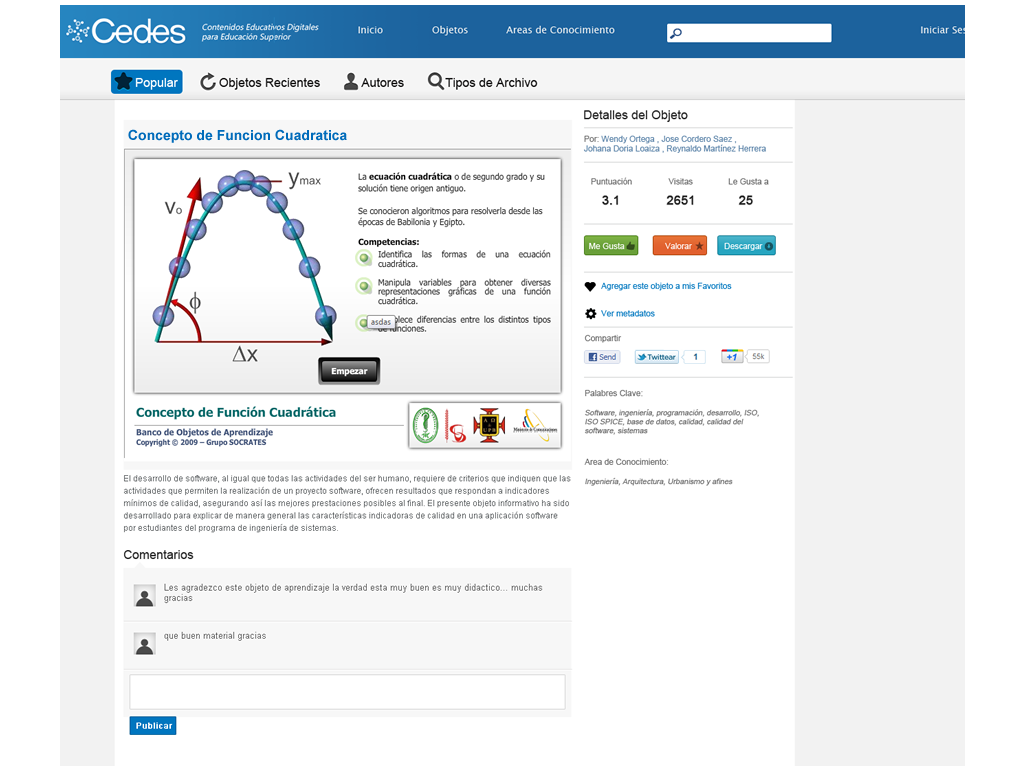 Cedes
Contenidos Educativos Digitales
para Educación Superior
Inicio
Objetos
Areas de Conocimiento
Iniciar Ses
Popular
Objetos Recientes
Autores
Tipos de Archivo
Concepto de Funcion Cuadratica
Vo
ymax
ϕ
Δx
La ecuación cuadrática o de segundo grado y su
solución tiene origen antiguo.
Se conocieron algoritmos para resolverla desde las
épocas de Babilonia y Egipto.
Competencias:
Identifica las formas de una ecuación
cuadrática.
Manipula variables para obtener diversas
representaciones gráficas de una función
cuadrática.
asdas
diferencias entre los distintos tipos
de funciones.
Empezar
Concepto de Función Cuadrática
Banco de Objetos de Aprendizaje
Copyright © 2009 – Grupo SOCRATES
El desarrollo de software, al igual que todas las actividades del ser humano, requiere de criterios que indiquen que las
actividades que permiten la realización de un proyecto software, ofrecen resultados que respondan a indicadores
mínimos de calidad, asegurando así las mejores prestaciones posibles al final. El presente objeto informativo ha sido
desarrollado para explicar de manera general las características indicadoras de calidad en una aplicación software
por estudiantes del programa de ingeniería de sistemas.
Comentarios
Les agradezco este objeto de aprendizaje la verdad esta muy buen es muy didactico... muchas
gracias
que buen material gracias
Publicar
Detalles del Objeto
Por: Wendy Ortega , Jose Cordero Saez ,
Johana Doria Loaiza , Reynaldo Martínez Herrera
Puntuación
Visitas
Le Gusta a
3.1
2651
25
Me Gusta
Valorar
Descargar
Agregar este objeto a mis Favoritos
Ver metadatos
Compartir
Send
Twittear
1
+1
55k
Palabras Clave:
Software, ingeniería, programación, desarrollo, ISO,
ISO SPICE, base de datos, calidad, calidad del
software, sistemas
Area de Conocimiento:
Ingeniería, Arquitectura, Urbanismo y afines